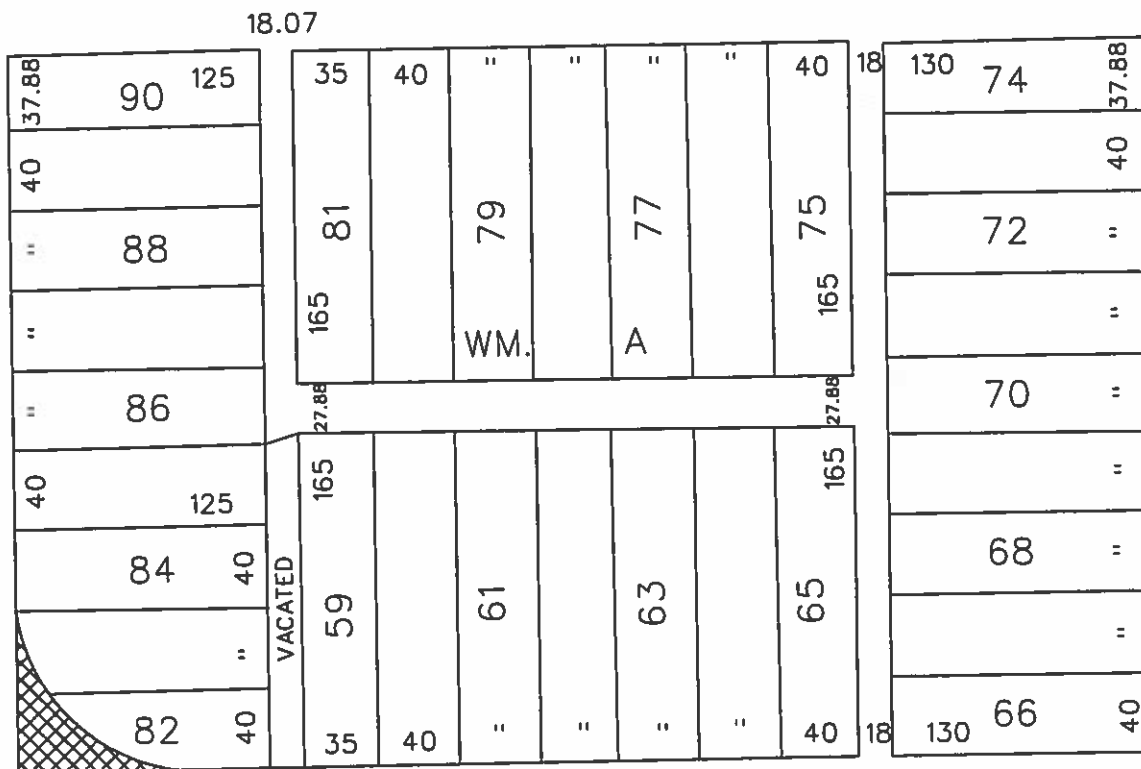 18.07
37.88 90 125 35 40 " " " " 40 18 130 74 37.88
40 40
" 88 81 79 77 75 72 "
" 165 165 "
WM. A
" 86 27.88 27.88 70 "
40 125 165 165 "
84 40 VACATED 59 61 63 65 68 "
" "
82 40 35 40 " " " " 40 18 130 66 40